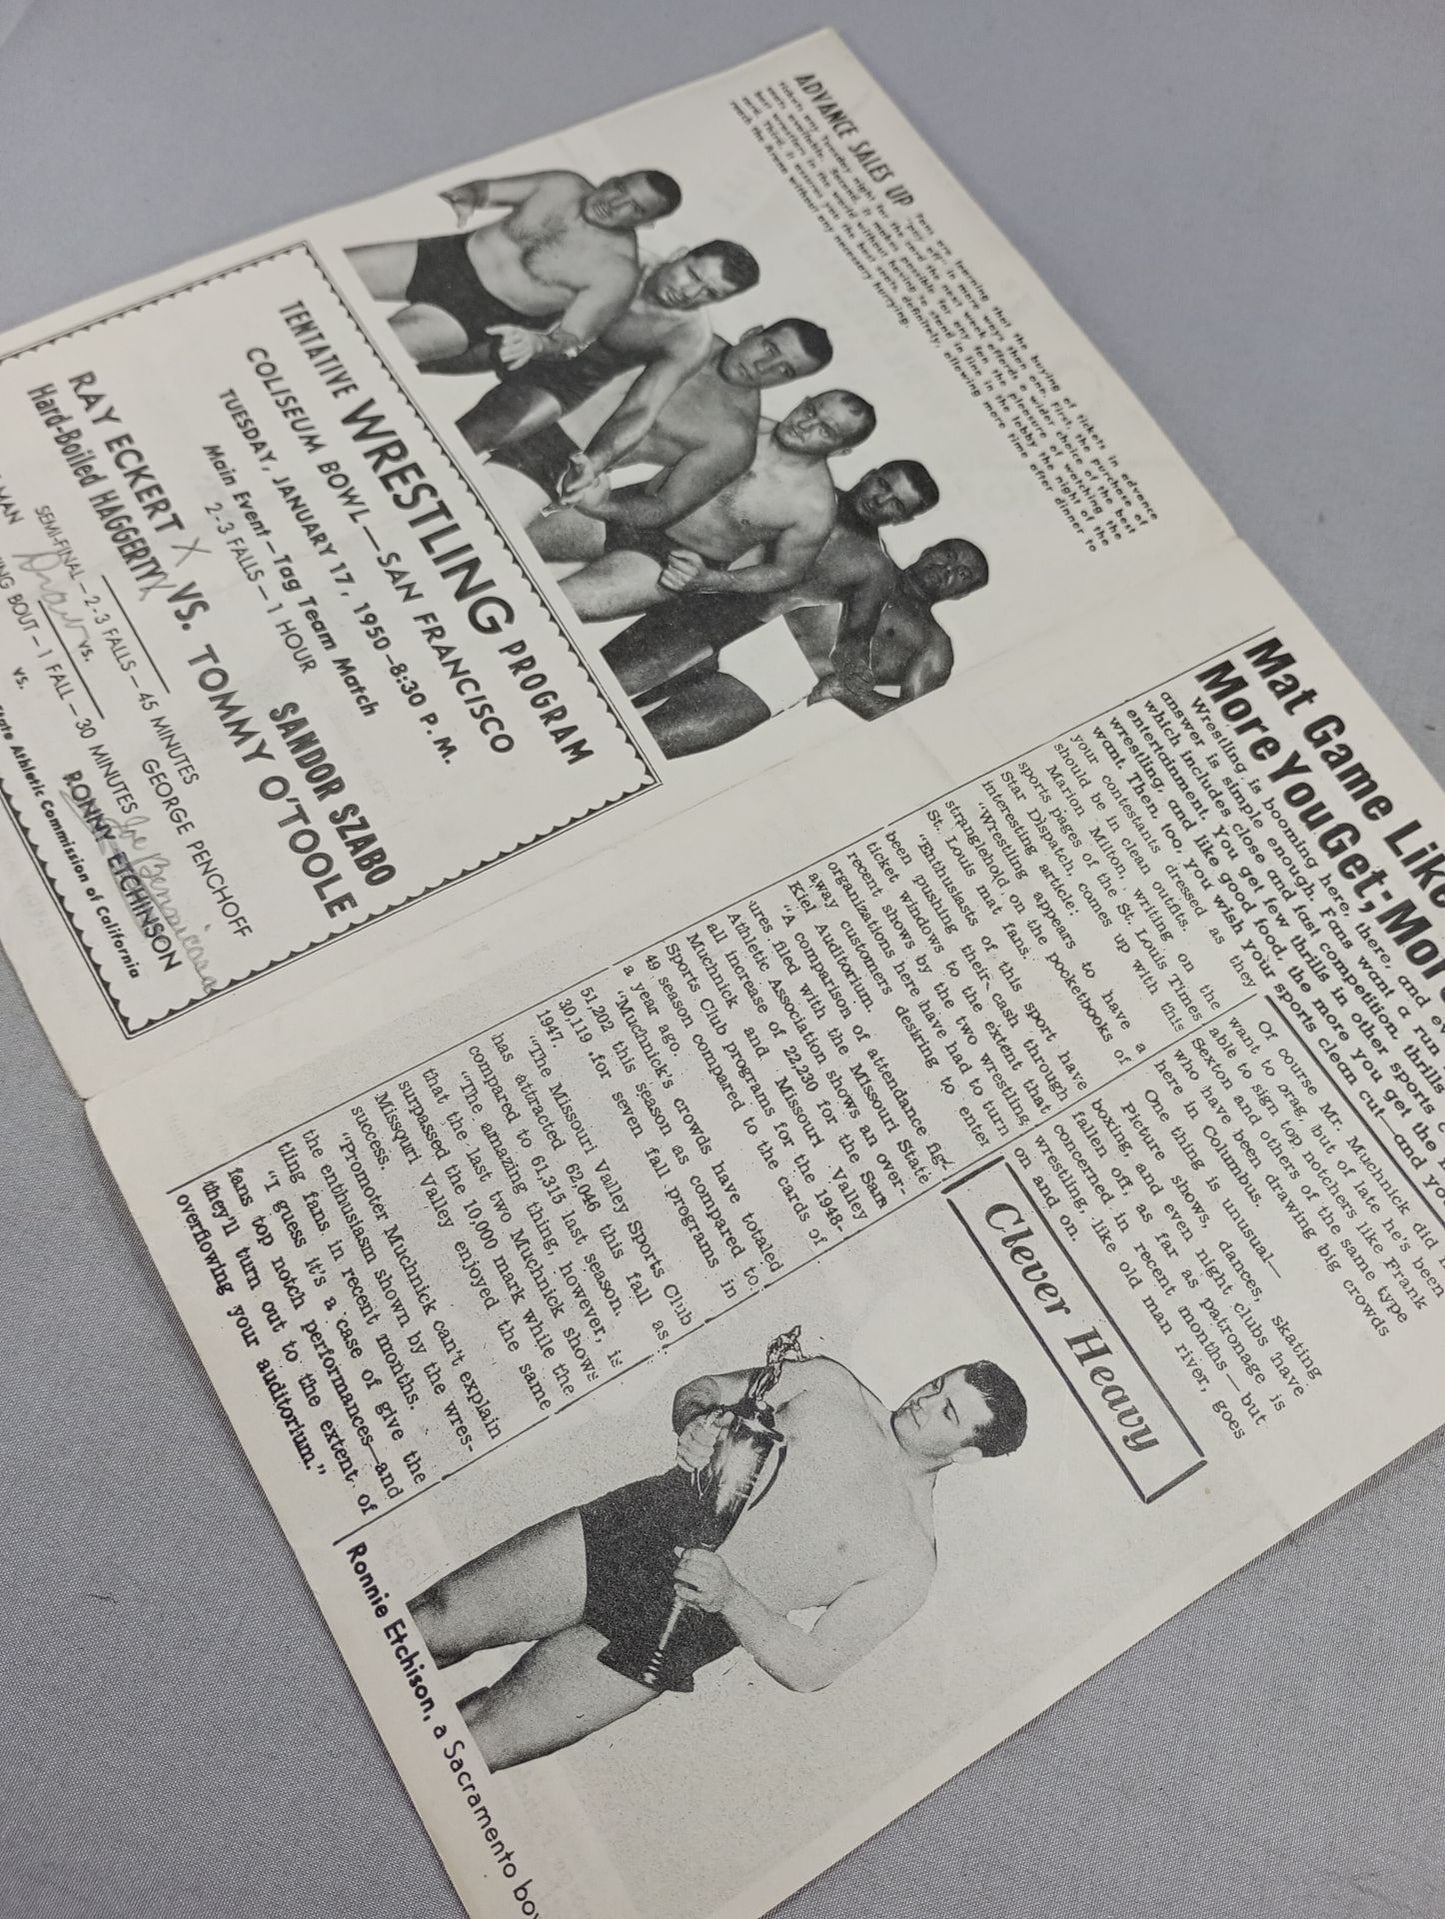 ADVANCE SALES UP
Fans are learning that the buying of tickets in advance
TENTATIVE WRESTLING PROGRAM
COLISEUM BOWL—SAN FRANCISCO
TUESDAY, JANUARY 17, 1950–8:30 P. M.
Main Event – Tag Team Match
2-3 FALLS – 1 HOUR
RAY ECKERT X VS. SANDOR SZABO
Hard-Boiled HAGGERTY X TOMMY O'TOOLE
SEMI-FINAL – 2-3 FALLS – 45 MINUTES
vs. GEORGE PENCHOFF
BOUT – 1 FALL – 30 MINUTES
vs. RONNY ETCHINSON
State Athletic Commission of California
Mat Game Like
More You Get; More
Wrestling is booming here, there, and
answer is simple enough. Fans want a run
which includes close and fast competition, thrills
entertainment. You get few thrills in other sports
wrestling, and like good food, the more you get the
want. Then, too, you wish your sports clean cut—and
your contestants dressed as they
should be in clean outfits.
Marion Milton, writing on the
sports pages of the St. Louis Times
Star Dispatch, comes up with this
interesting article:
"Wrestling appears to have a
stranglehold on the pocketbooks of
St. Louis mat fans.
"Enthusiasts of this sport have
been pushing their cash through
ticket windows to the extent that
recent shows by the two wrestling
organizations here have had to turn
away customers desiring to enter
Kiel Auditorium.
"A comparison of attendance fig-
ures filed with the Missouri State
Athletic Association shows an over-
all increase of 22,230 for the Sam
Muchnick and Missouri Valley
Sports Club programs for the 1948-
49 season compared to the cards of
a year ago.
"Muchnick's crowds have totaled
51,202 this season as compared to
30,119 for seven fall programs in
1947.
"The Missouri Valley Sports Club
has attracted 62,046 this fall as
compared to 61,315 last season.
"The amazing thing, however, is
that the last two Muchnick shows
surpassed the 10,000 mark while the
Missouri Valley enjoyed the same
success.
"Promoter Muchnick can't explain
the enthusiasm shown by the wres-
tling fans in recent months.
"I guess it's a case of give the
fans top notch performances—and
they'll turn out to the extent of
overflowing your auditorium."
Of course Mr. Muchnick did
want to brag, but of late he's been
able to sign top notchers like Frank
Sexton and others of the same type
who have been drawing big crowds
here in Columbus.
One thing is unusual—
Picture shows, dances, skating
boxing, and even night clubs have
fallen off, as far as patronage is
concerned in recent months—but
wrestling, like old man river, goes
on and on.
Clever Heavy
Ronnie Etchison, a Sacramento boy